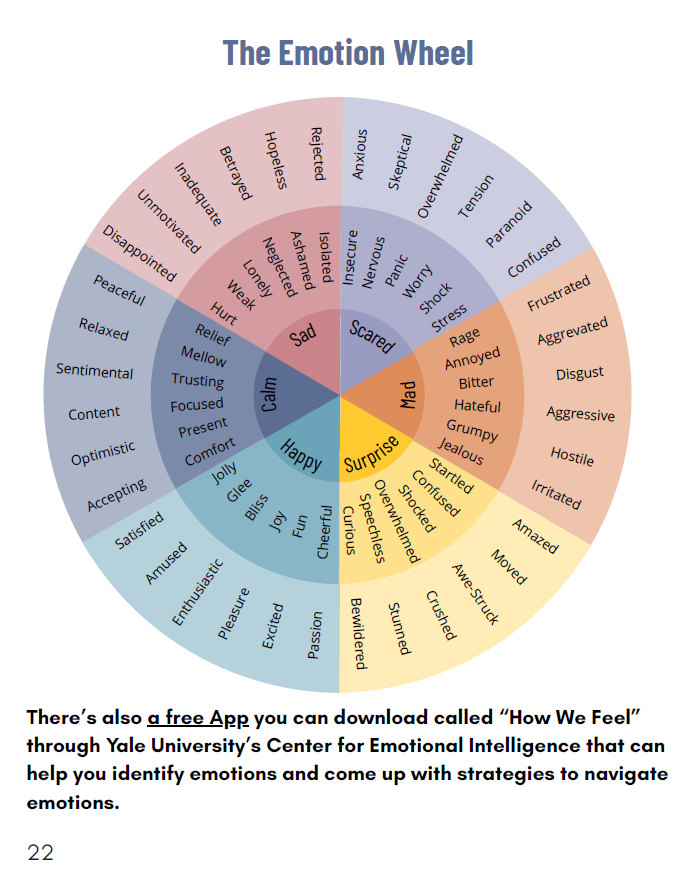 The Emotion Wheel
Sad
Hurt
Weak
Lonely
Neglected
Ashamed
Isolated
Disappointed
Unmotivated
Inadequate
Betrayed
Hopeless
Rejected
Scared
Insecure
Nervous
Panic
Worry
Shock
Stress
Anxious
Skeptical
Overwhelmed
Tension
Paranoid
Confused
Mad
Rage
Annoyed
Bitter
Hateful
Grumpy
Jealous
Frustrated
Aggrevated
Disgust
Aggressive
Hostile
Irritated
Surprise
Startled
Confused
Shocked
Overwhelmed
Speechless
Curious
Amazed
Moved
Awe-Struck
Crushed
Stunned
Bewildered
Happy
Cheerful
Fun
Joy
Bliss
Glee
Jolly
Passion
Excited
Pleasure
Enthusiastic
Amused
Satisfied
Calm
Comfort
Present
Focused
Trusting
Mellow
Relief
Accepting
Optimistic
Content
Sentimental
Relaxed
Peaceful
There's also a free App you can download called “How We Feel”
through Yale University's Center for Emotional Intelligence that can
help you identify emotions and come up with strategies to navigate
emotions.
22